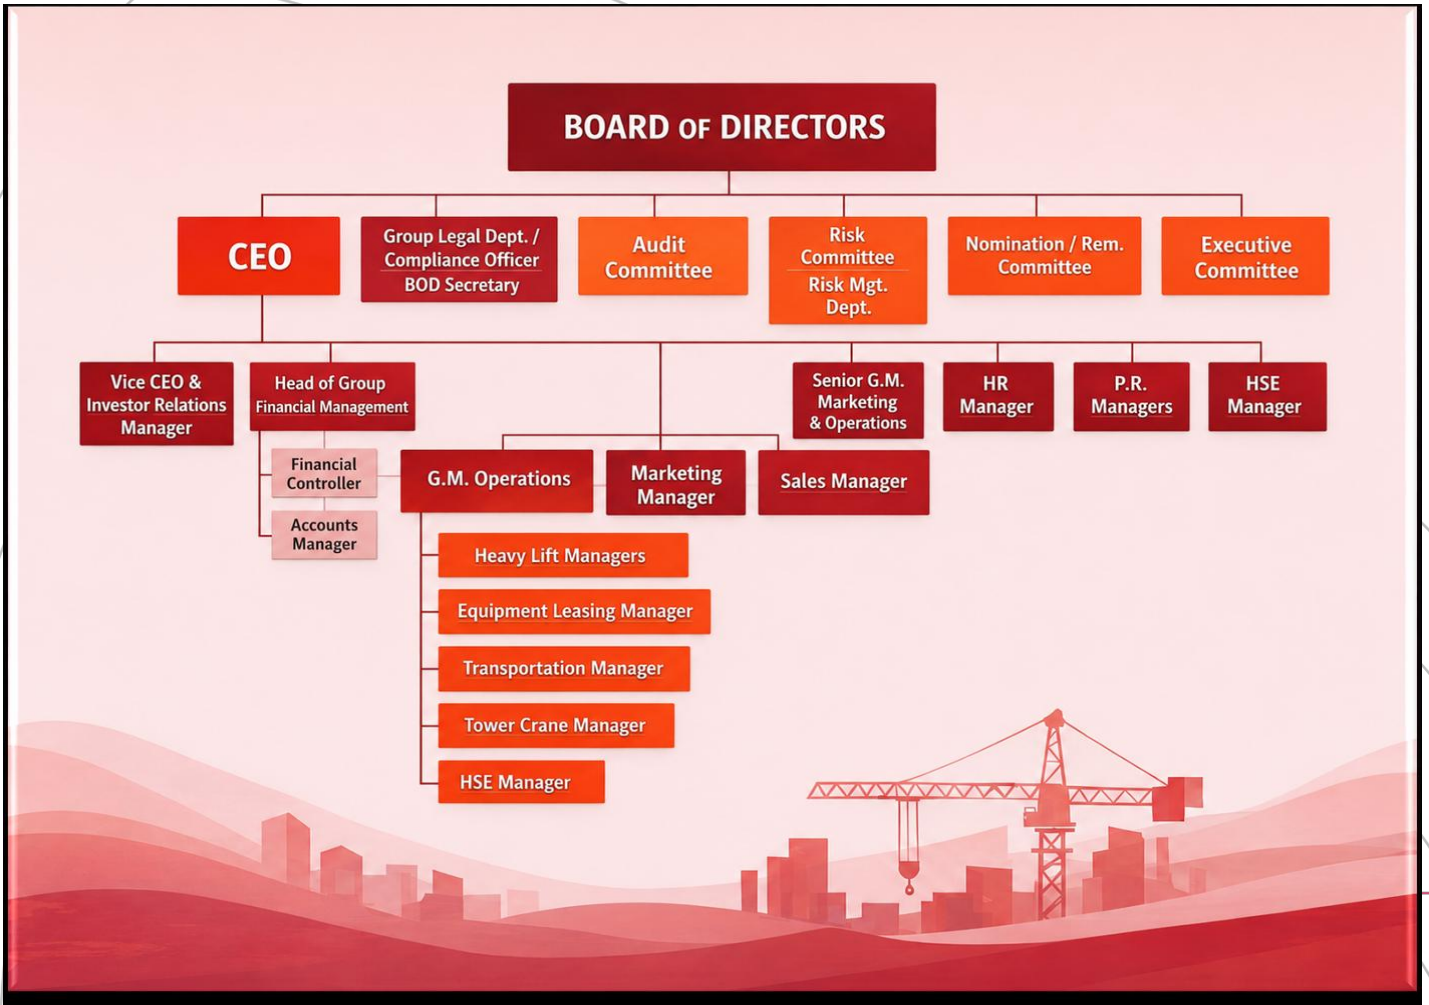 BOARD OF DIRECTORS
CEO
Group Legal Dept. /
Compliance Officer
BOD Secretary
Audit
Committee
Risk
Committee
Risk Mgt.
Dept.
Nomination / Rem.
Committee
Executive
Committee
Vice CEO &
Investor Relations
Manager
Head of Group
Financial Management
Senior G.M.
Marketing
& Operations
HR
Manager
P.R.
Managers
HSE
Manager
Financial
Controller
Accounts
Manager
G.M. Operations
Marketing
Manager
Sales Manager
Heavy Lift Managers
Equipment Leasing Manager
Transportation Manager
Tower Crane Manager
HSE Manager